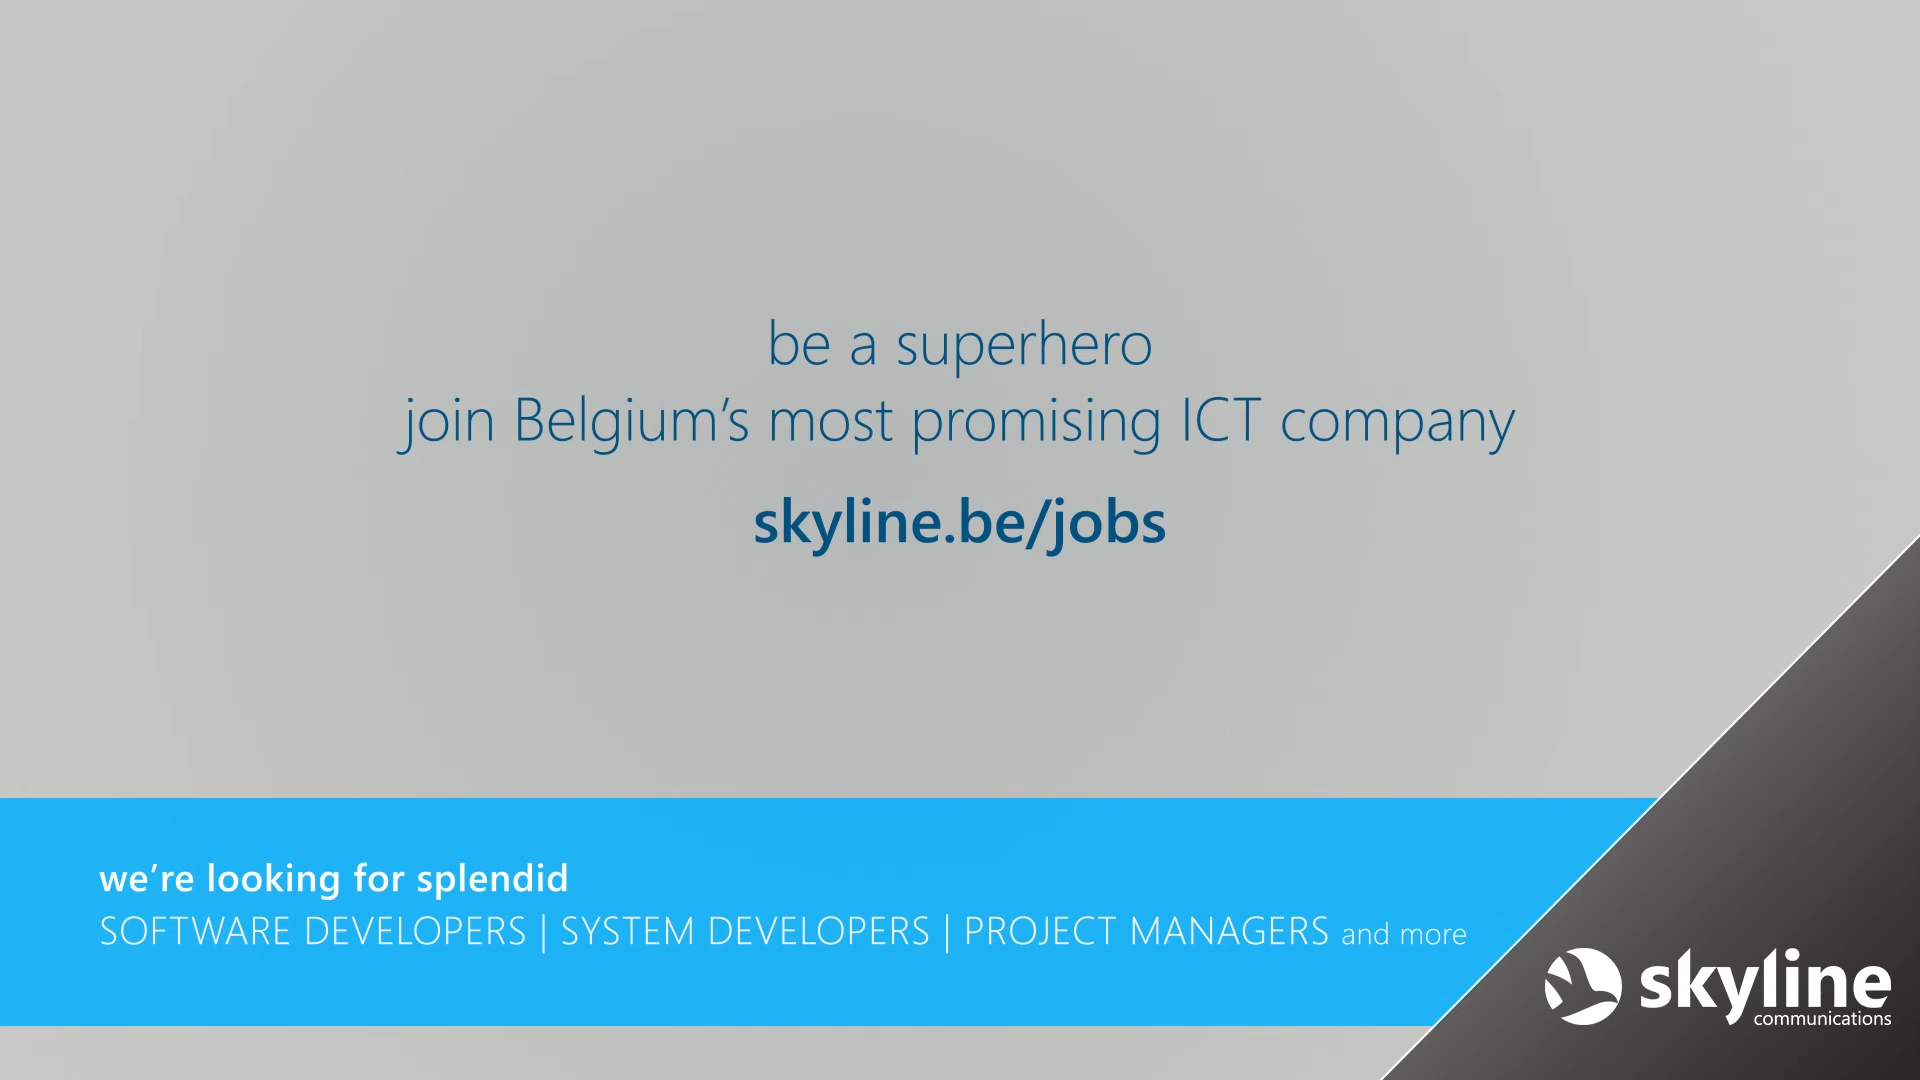 be a superhero
join Belgium’s most promising ICT company
skyline.be/jobs
we’re looking for splendid
SOFTWARE DEVELOPERS | SYSTEM DEVELOPERS | PROJECT MANAGERS and more
skyline
communications